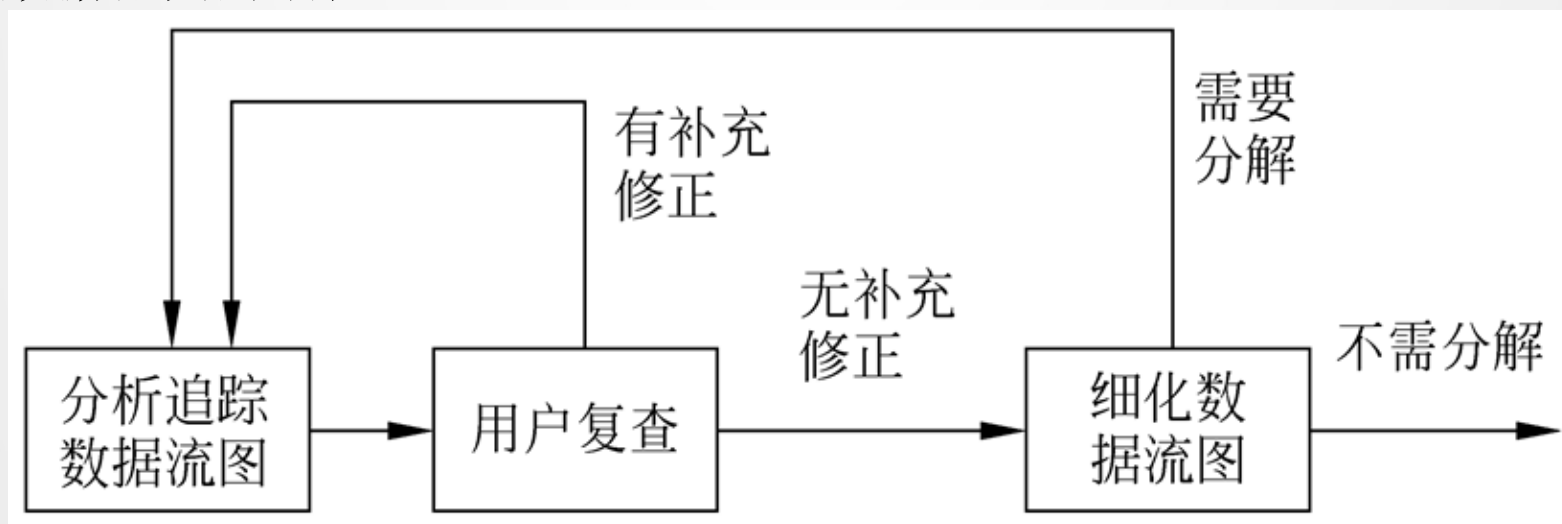 需要
分解
有补充
修正
无补充
修正
不需分解
分析追踪
数据流图
用户复查
细化数
据流图